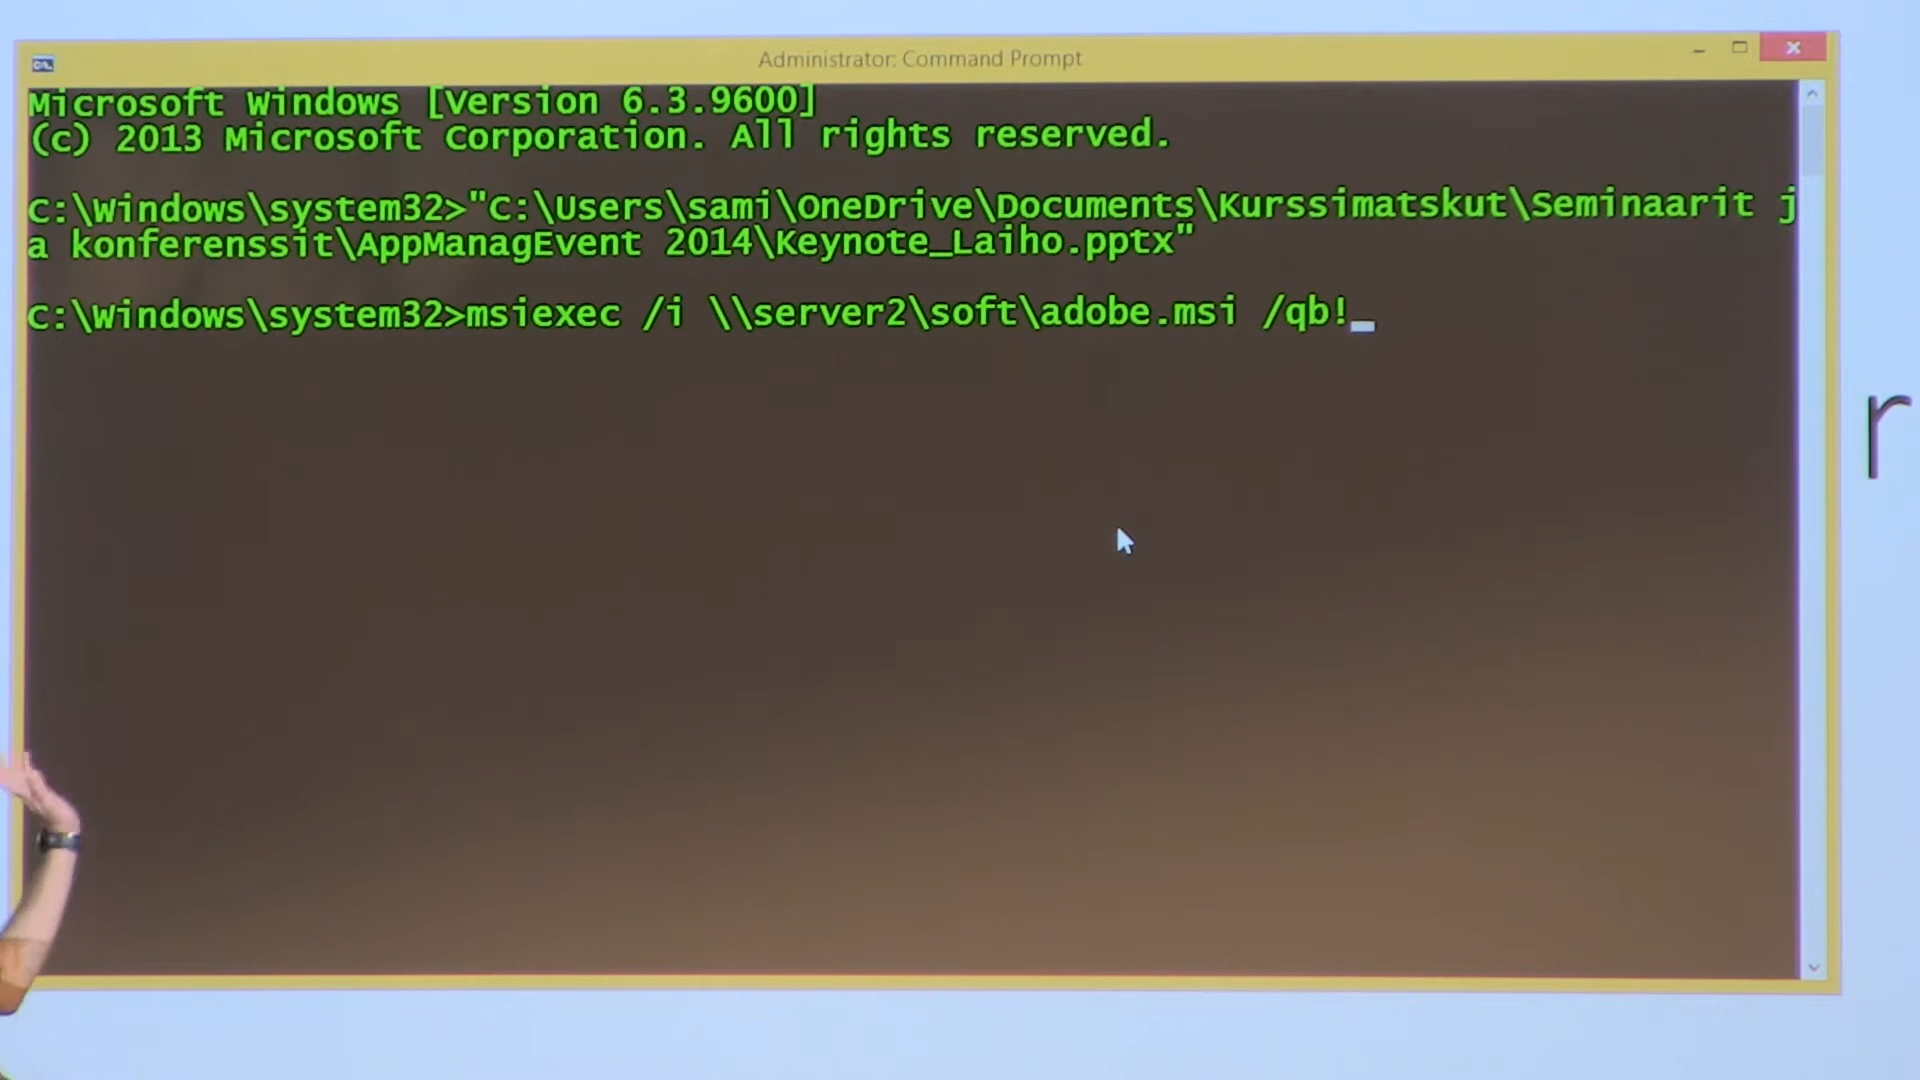 Administrator: Command Prompt
Microsoft Windows [Version 6.3.9600]
(c) 2013 Microsoft Corporation. All rights reserved.
C:\Windows\system32>"C:\Users\sami\OneDrive\Documents\Kurssimatskut\Seminaarit j
a konferenssit\AppManagEvent 2014\Keynote_Laiho.pptx"
C:\Windows\system32>msiexec /i \\server2\soft\adobe.msi /qb!_
r